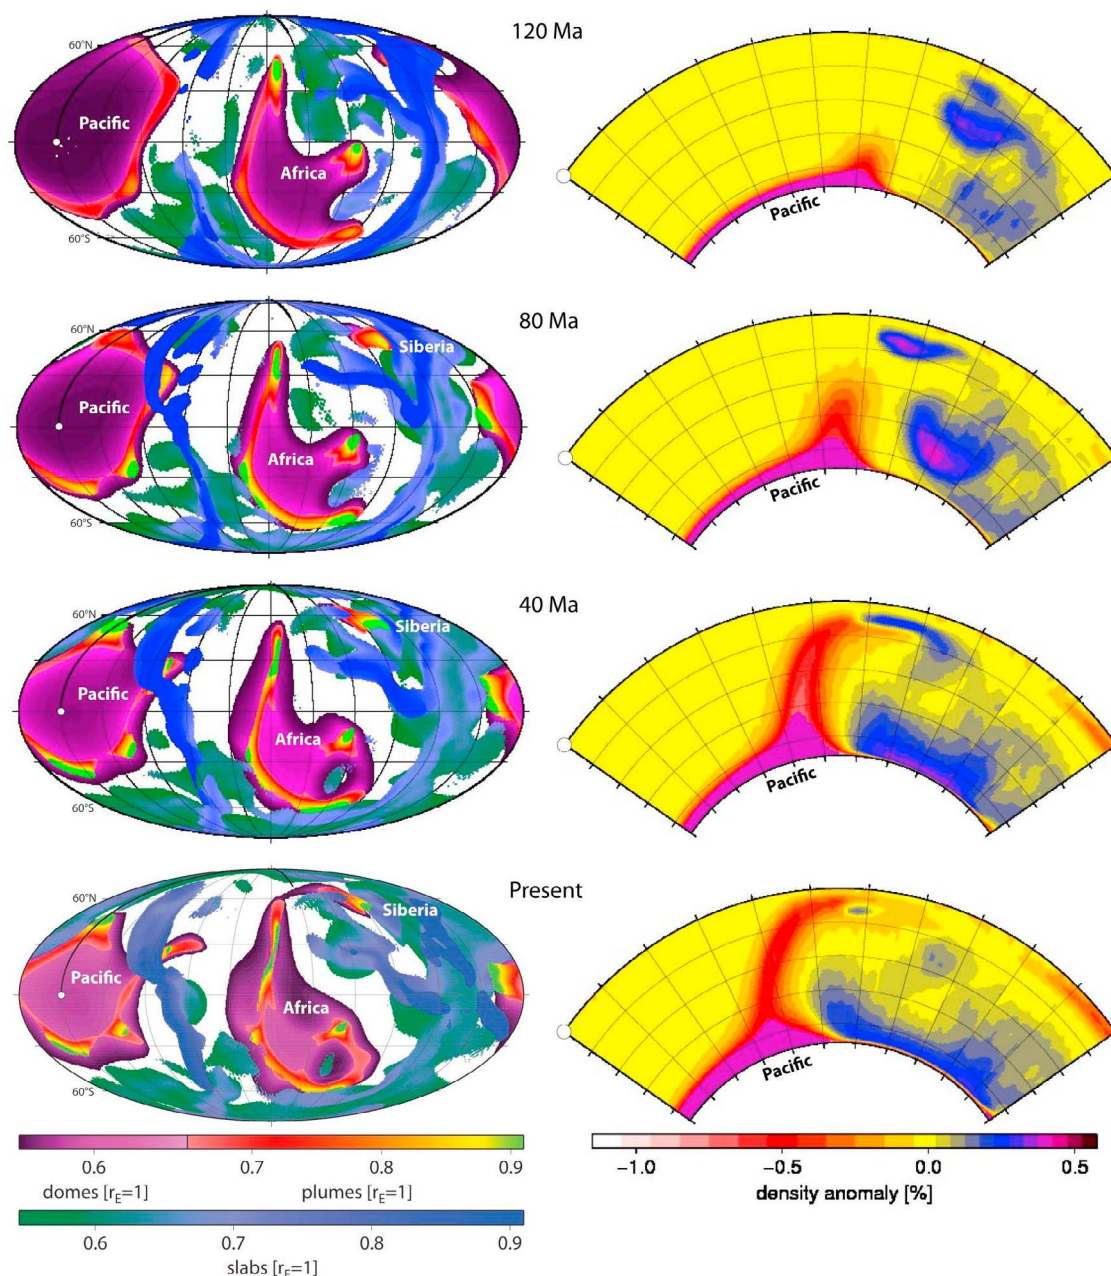 120 Ma
60°N
Pacific
Africa
60°S
Pacific
80 Ma
60°N
Siberia
Pacific
Africa
60°S
Pacific
40 Ma
60°N
Siberia
Pacific
Africa
60°S
Pacific
Present
60°N
Siberia
Pacific
Africa
60°S
Pacific
0.6 0.7 0.8 0.9
domes [rE=1] plumes [rE=1]
−1.0 −0.5 0.0 0.5
density anomaly [%]
0.6 0.7 0.8 0.9
slabs [rE=1]